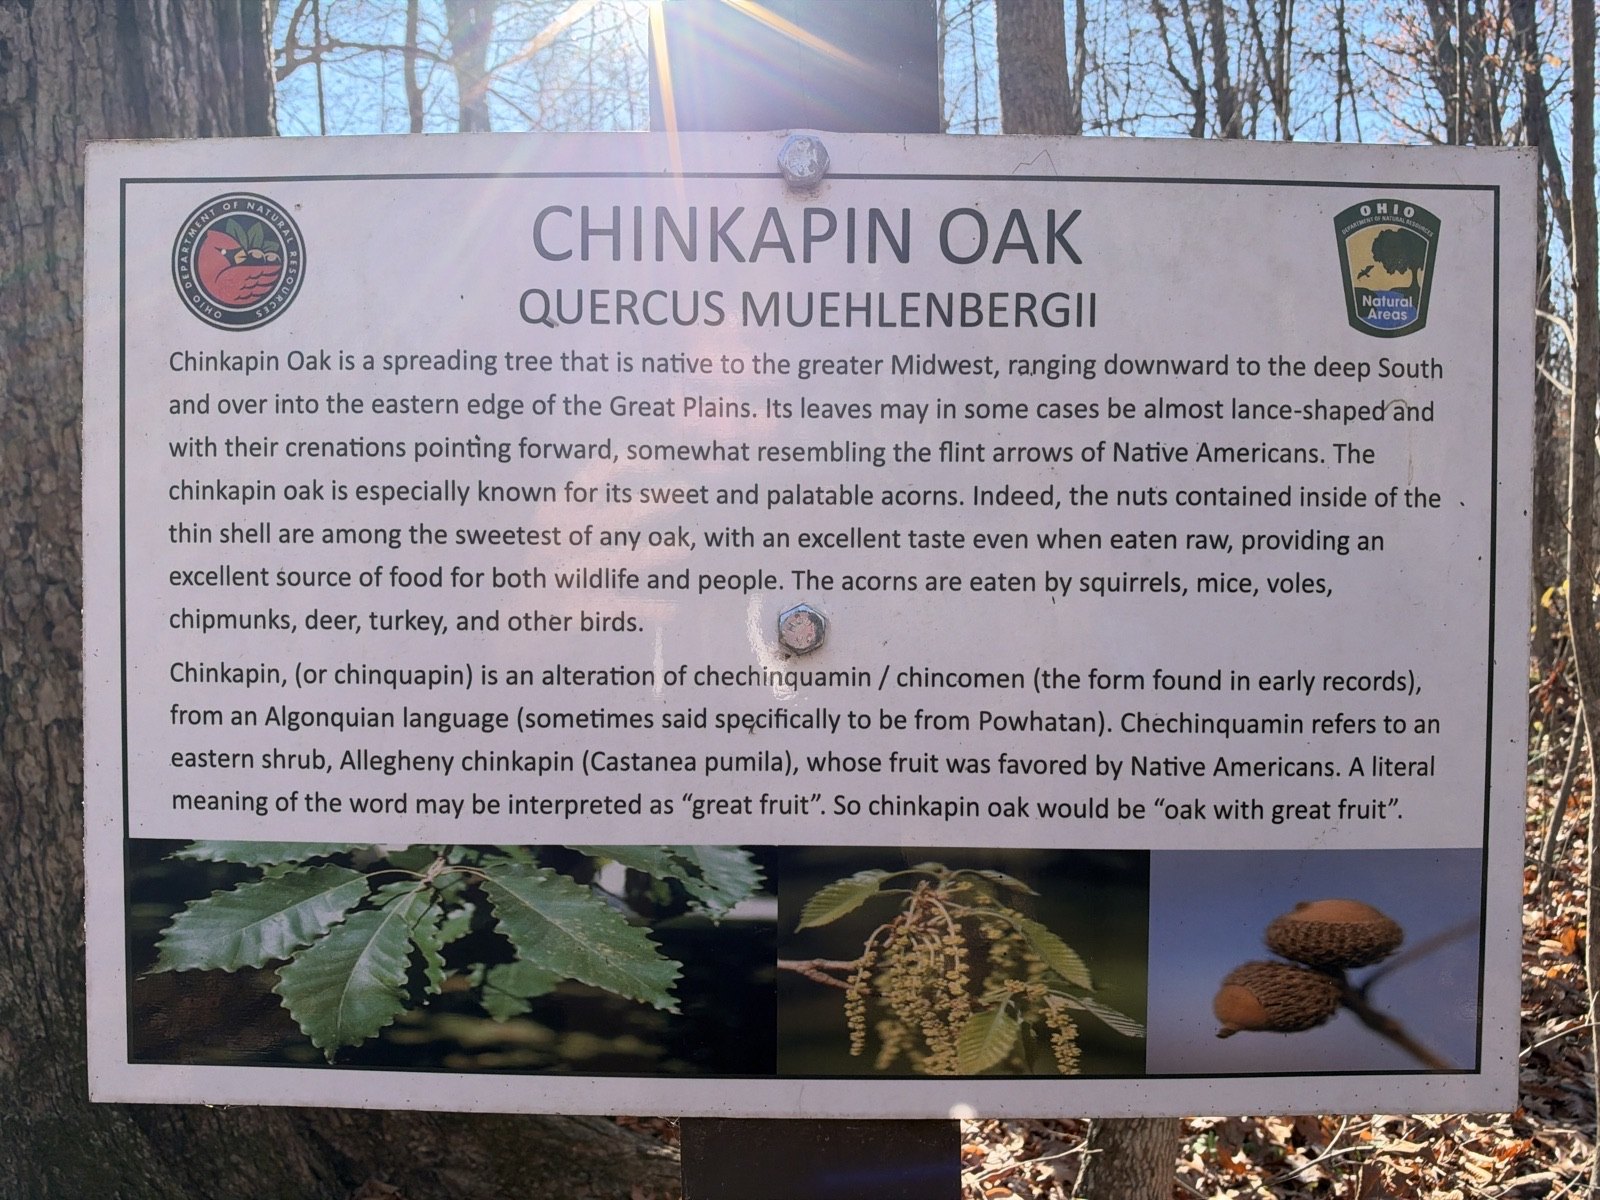 OHIO DEPARTMENT OF NATURAL RESOURCES
CHINKAPIN OAK
QUERCUS MUEHLENBERGII
OHIO
DEPARTMENT OF NATURAL RESOURCES
Natural
Areas
Chinkapin Oak is a spreading tree that is native to the greater Midwest, ranging downward to the deep South
and over into the eastern edge of the Great Plains. Its leaves may in some cases be almost lance-shaped and
with their crenations pointing forward, somewhat resembling the flint arrows of Native Americans. The
chinkapin oak is especially known for its sweet and palatable acorns. Indeed, the nuts contained inside of the
thin shell are among the sweetest of any oak, with an excellent taste even when eaten raw, providing an
excellent source of food for both wildlife and people. The acorns are eaten by squirrels, mice, voles,
chipmunks, deer, turkey, and other birds.
Chinkapin, (or chinquapin) is an alteration of chechinquamin / chincomen (the form found in early records),
from an Algonquian language (sometimes said specifically to be from Powhatan). Chechinquamin refers to an
eastern shrub, Allegheny chinkapin (Castanea pumila), whose fruit was favored by Native Americans. A literal
meaning of the word may be interpreted as “great fruit”. So chinkapin oak would be “oak with great fruit”.